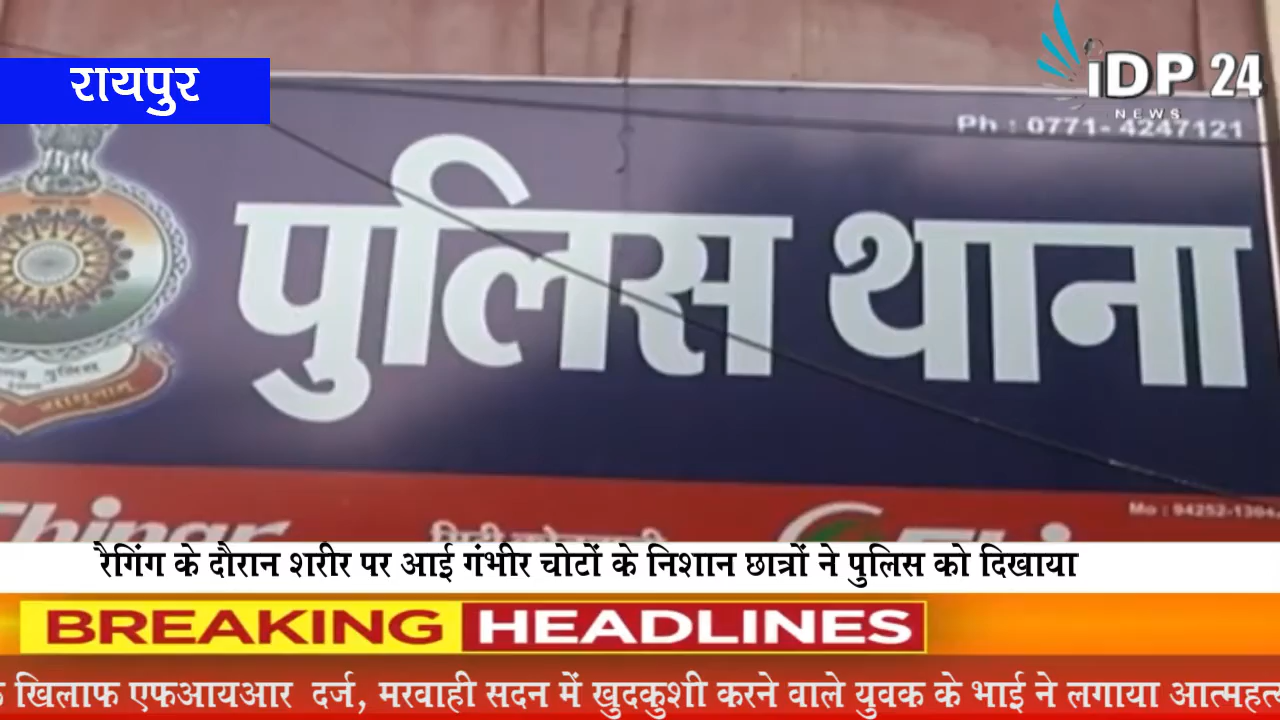 रायपुर
iDP 24
NEWS
Ph : 0771- 4247121
पुलिस थाना
पुलिस
रैगिंग के दौरान शरीर पर आई गंभीर चोटों के निशान छात्रों ने पुलिस को दिखाया
BREAKING HEADLINES
खिलाफ एफआयआर दर्ज, मरवाही सदन में खुदकुशी करने वाले युवक के भाई ने लगाया